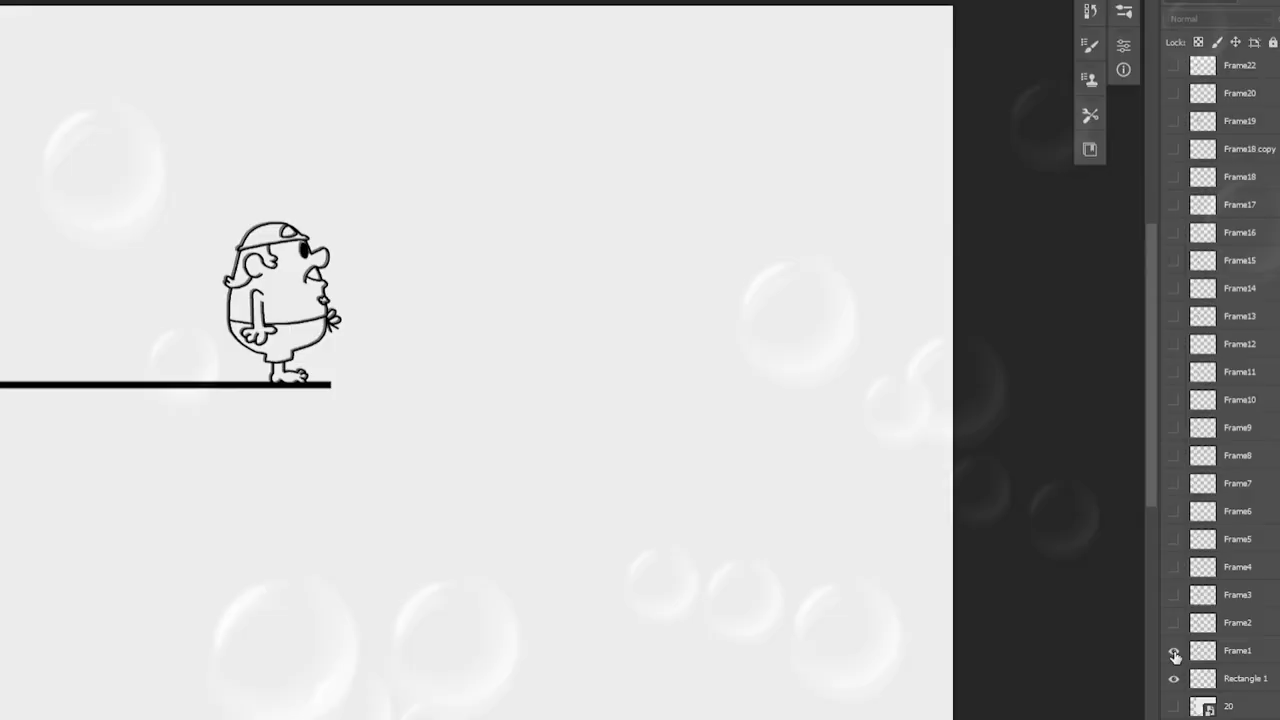 Normal
Lock:
Frame22
Frame20
Frame19
Frame18 copy
Frame18
Frame17
Frame16
Frame15
Frame14
Frame13
Frame12
Frame11
Frame10
Frame9
Frame8
Frame7
Frame6
Frame5
Frame4
Frame3
Frame2
Frame1
Rectangle 1
20